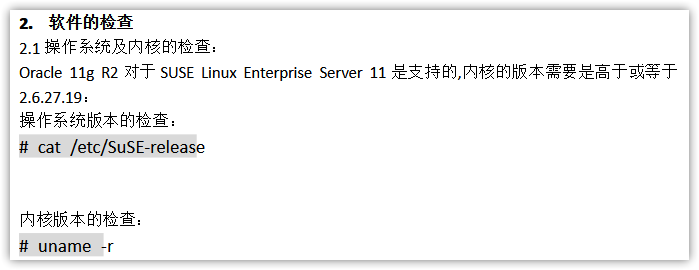 2. 软件的检查
2.1 操作系统及内核的检查：
Oracle 11g R2 对于 SUSE Linux Enterprise Server 11 是支持的,内核的版本需要是高于或等于
2.6.27.19：
操作系统版本的检查：
# cat /etc/SuSE-release
内核版本的检查：
# uname -r